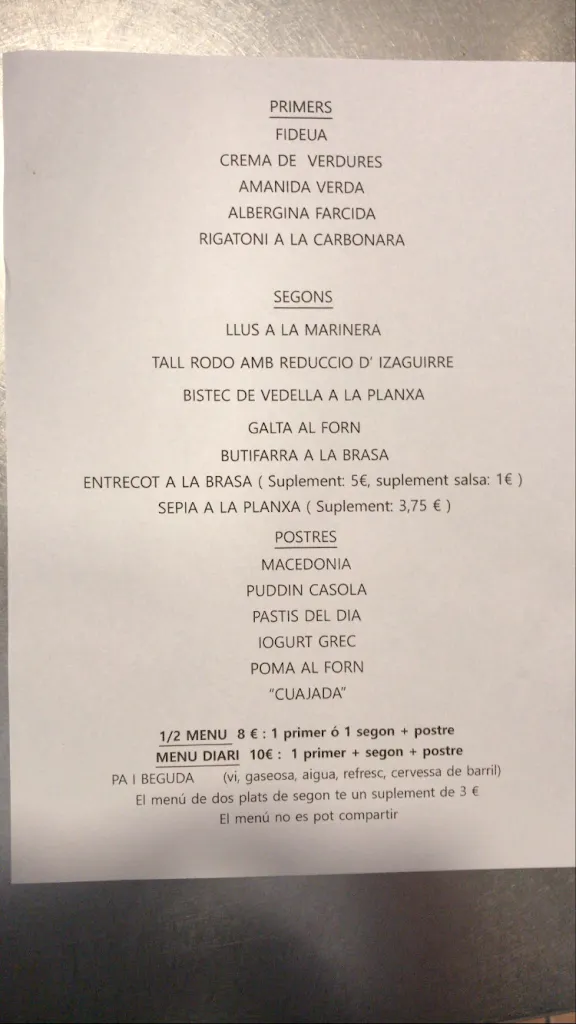 PRIMERS
FIDEUA
CREMA DE VERDURES
AMANIDA VERDA
ALBERGINA FARCIDA
RIGATONI A LA CARBONARA
SEGONS
LLUS A LA MARINERA
TALL RODO AMB REDUCCIO D' IZAGUIRRE
BISTEC DE VEDELLA A LA PLANXA
GALTA AL FORN
BUTIFARRA A LA BRASA
ENTRECOT A LA BRASA ( Suplement: 5€, suplement salsa: 1€ )
SEPIA A LA PLANXA ( Suplement: 3,75 € )
POSTRES
MACEDONIA
PUDDIN CASOLA
PASTIS DEL DIA
IOGURT GREC
POMA AL FORN
“CUAJADA”
1/2 MENU 8 € : 1 primer ó 1 segon + postre
MENU DIARI 10€ : 1 primer + segon + postre
PA I BEGUDA (vi, gaseosa, aigua, refresc, cervessa de barril)
El menú de dos plats de segon te un suplement de 3 €
El menú no es pot compartir